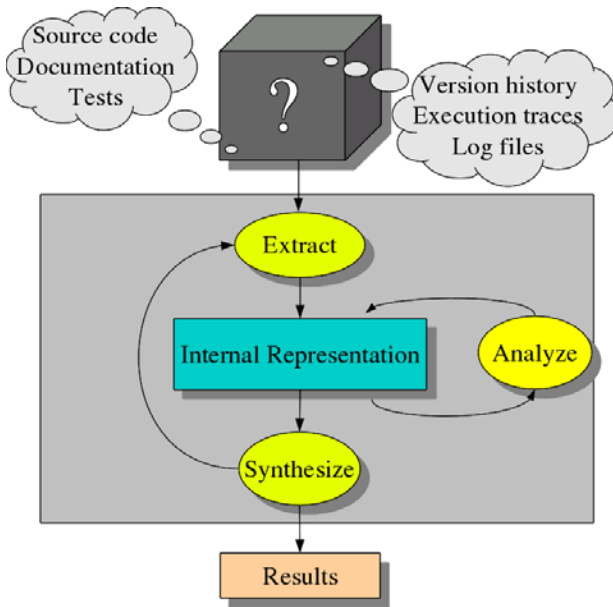 Source code
Documentation
Tests
?
Version history
Execution traces
Log files
Extract
Internal Representation
Analyze
Synthesize
Results